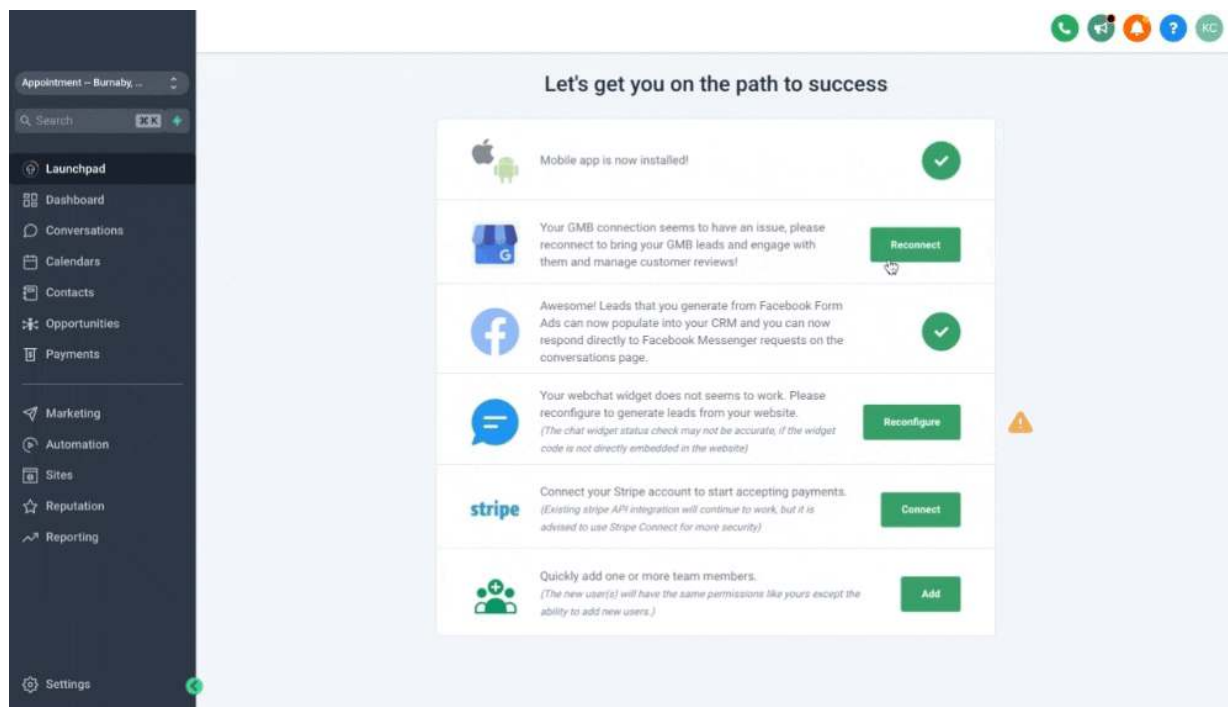 KC
Appointment -- Burnaby, ...
Search
⌘ K
Launchpad
Dashboard
Conversations
Calendars
Contacts
Opportunities
Payments
Marketing
Automation
Sites
Reputation
Reporting
Settings
Let's get you on the path to success
Mobile app is now installed!
Your GMB connection seems to have an issue, please
reconnect to bring your GMB leads and engage with
them and manage customer reviews!
Reconnect
Awesome! Leads that you generate from Facebook Form
Ads can now populate into your CRM and you can now
respond directly to Facebook Messenger requests on the
conversations page.
Your webchat widget does not seems to work. Please
reconfigure to generate leads from your website.
(The chat widget status check may not be accurate, if the widget
code is not directly embedded in the website)
Reconfigure
stripe
Connect your Stripe account to start accepting payments.
(Existing stripe API integration will continue to work, but it is
advised to use Stripe Connect for more security)
Connect
Quickly add one or more team members.
(The new user(s) will have the same permissions like yours except the
ability to add new users.)
Add